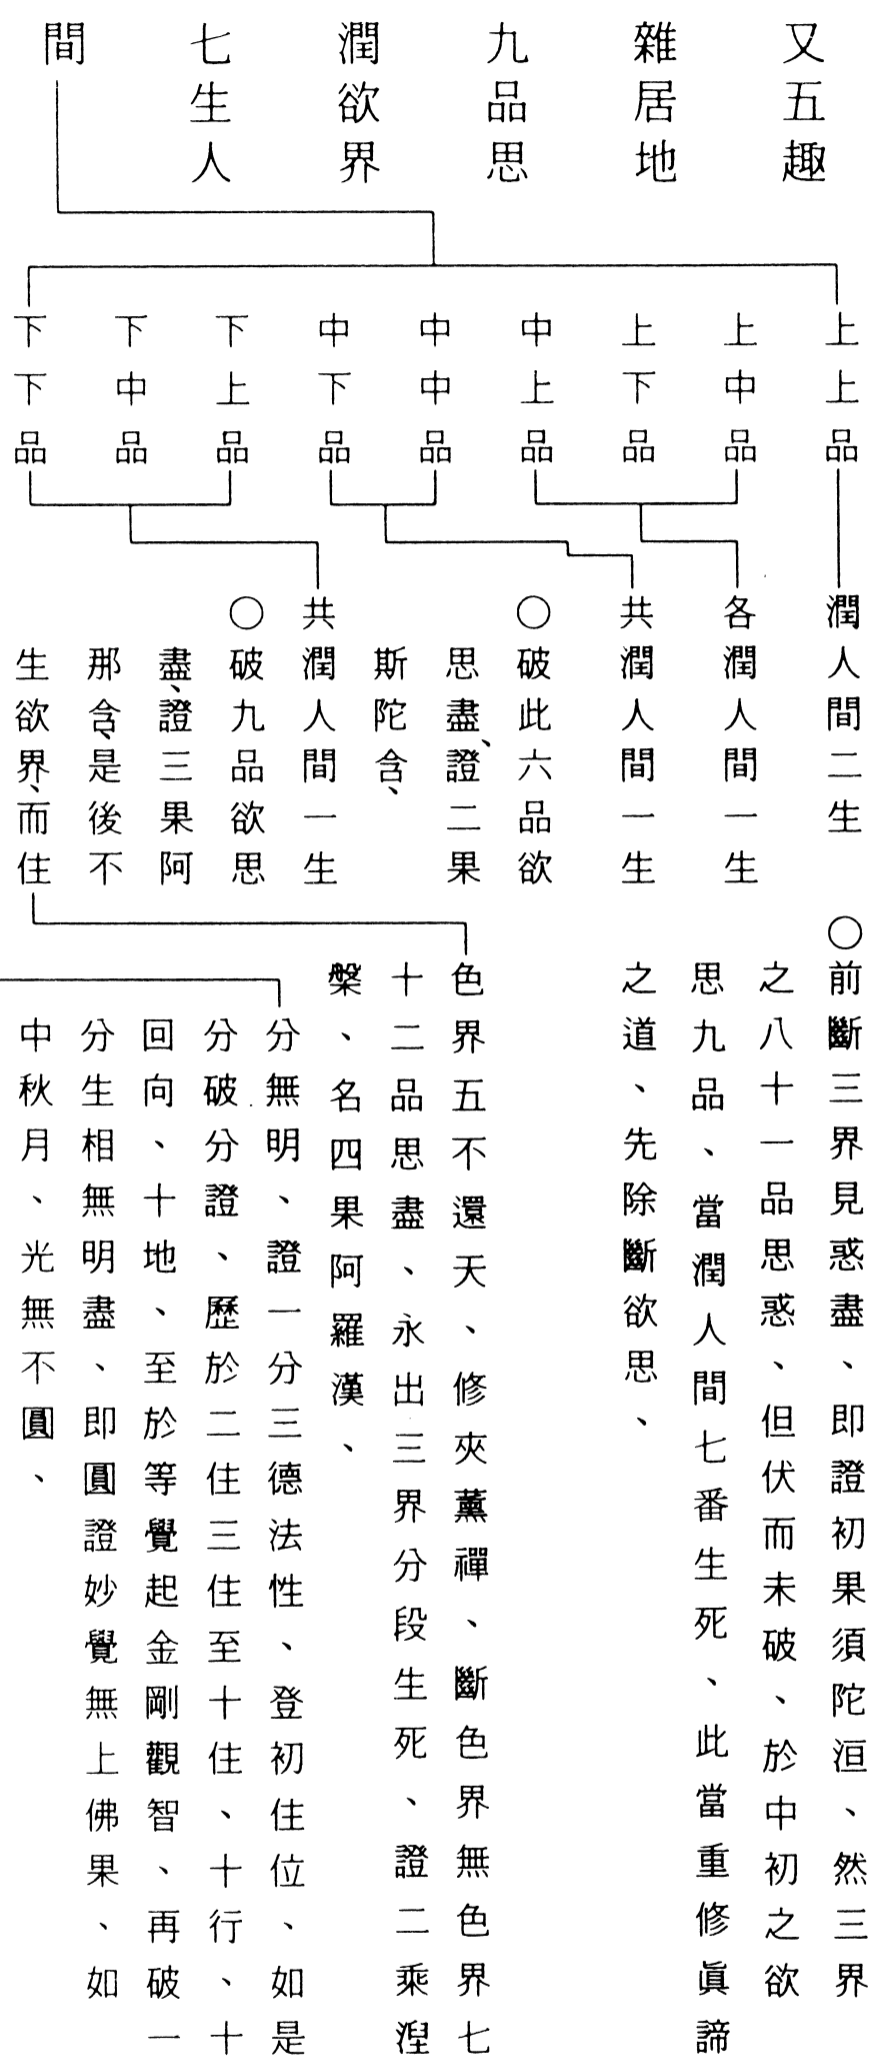 又五趣
雜居地
九品思
潤欲界
七生人
間
上上品
上中品
上下品
中上品
中中品
中下品
下上品
下中品
下下品
潤人間二生
各潤人間一生
共潤人間一生
○破此六品欲
思盡、證二果
斯陀含、
共潤人間一生
○破九品欲思
盡、證三果阿
那含、是後不
生欲界、而住
○前斷三界見惑盡、即證初果須陀洹、然三界
之八十一品思惑、但伏而未破、於中初之欲
思九品、當潤人間七番生死、此當重修眞諦
之道、先除斷欲思、
色界五不還天、修夾薰禪、斷色界無色界七
十二品思盡、永出三界分段生死、證二乘湼
槃、名四果阿羅漢、
分無明、證一分三德法性、登初住位、如是
分破分證、歷於二住三住至十住、十行、十
回向、十地、至於等覺起金剛觀智、再破一
分生相無明盡、即圓證妙覺無上佛果、如
中秋月、光無不圓、